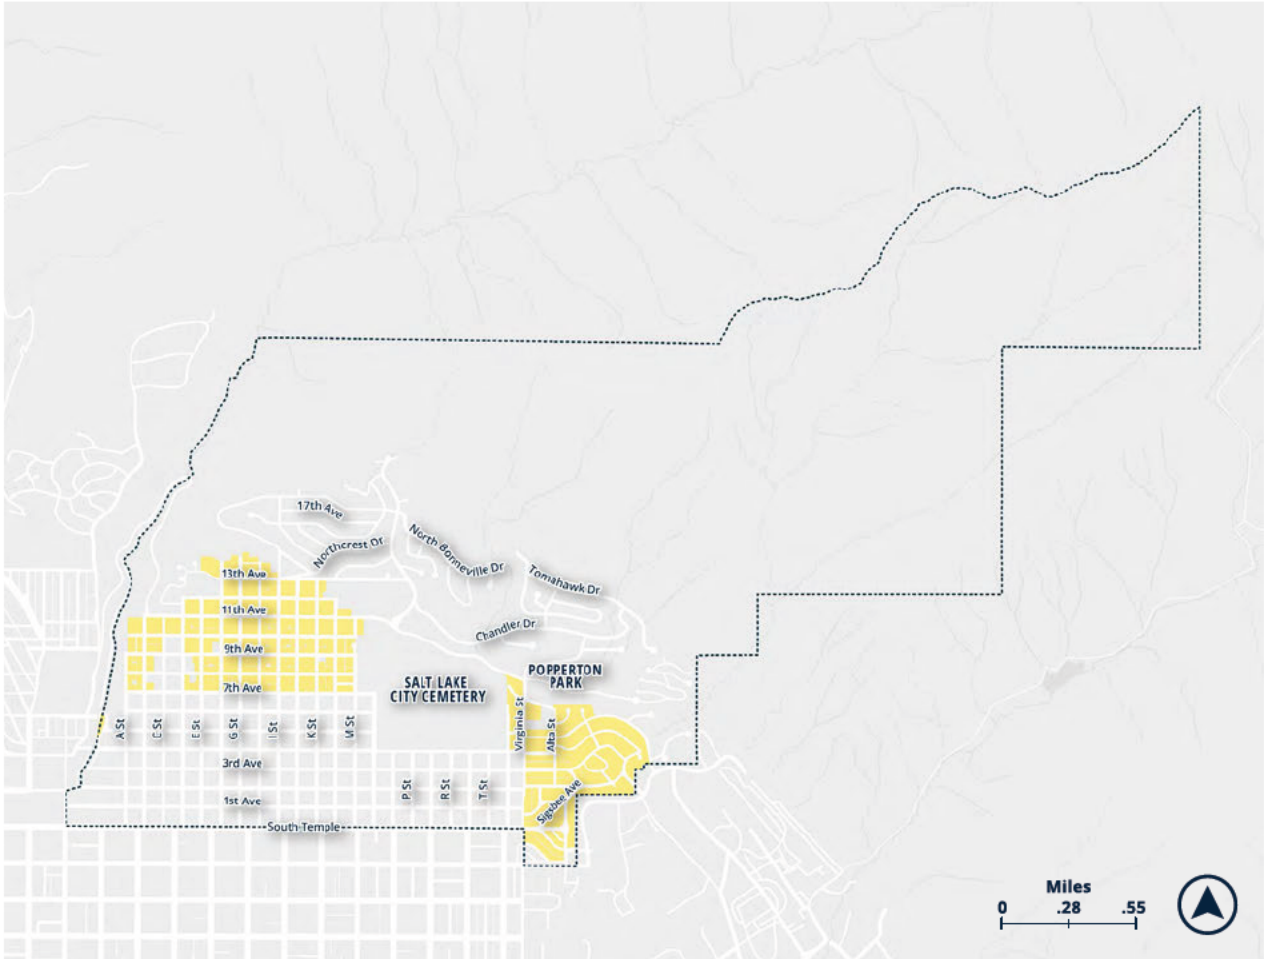 17th Ave
Northcrest Dr
North Bonneville Dr
Tomahawk Dr
13th Ave
11th Ave
Chandler Dr
9th Ave
7th Ave
SALT LAKE
CITY CEMETERY
POPPERTON
PARK
A St
C St
E St
G St
I St
K St
M St
Virginia St
Alta St
3rd Ave
1st Ave
P St
R St
T St
Sigsbee Ave
South Temple
Miles
0 .28 .55